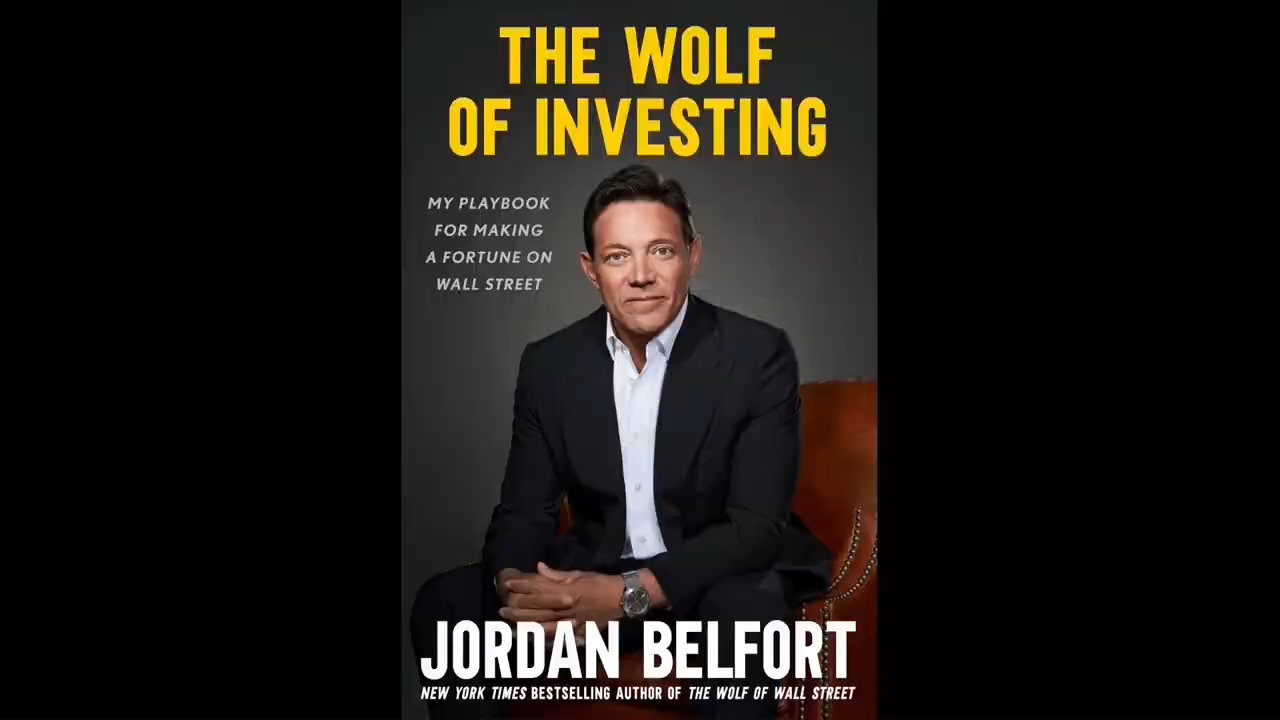 THE WOLF
OF INVESTING
MY PLAYBOOK
FOR MAKING
A FORTUNE ON
WALL STREET
JORDAN BELFORT
NEW YORK TIMES BESTSELLING AUTHOR OF THE WOLF OF WALL STREET